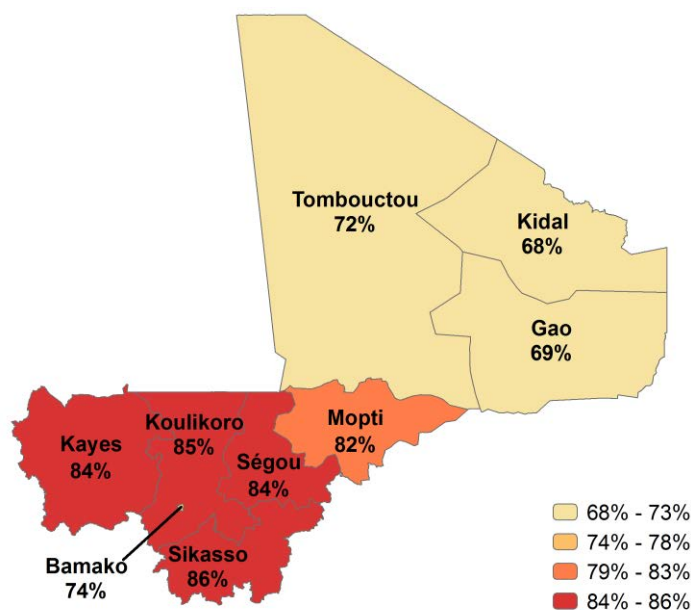 Tombouctou
72%
Kidal
68%
Gao
69%
Mopti
82%
Koulikoro
85%
Kayes
84%
Ségou
84%
Bamako
74%
Sikasso
86%
68% - 73%
74% - 78%
79% - 83%
84% - 86%